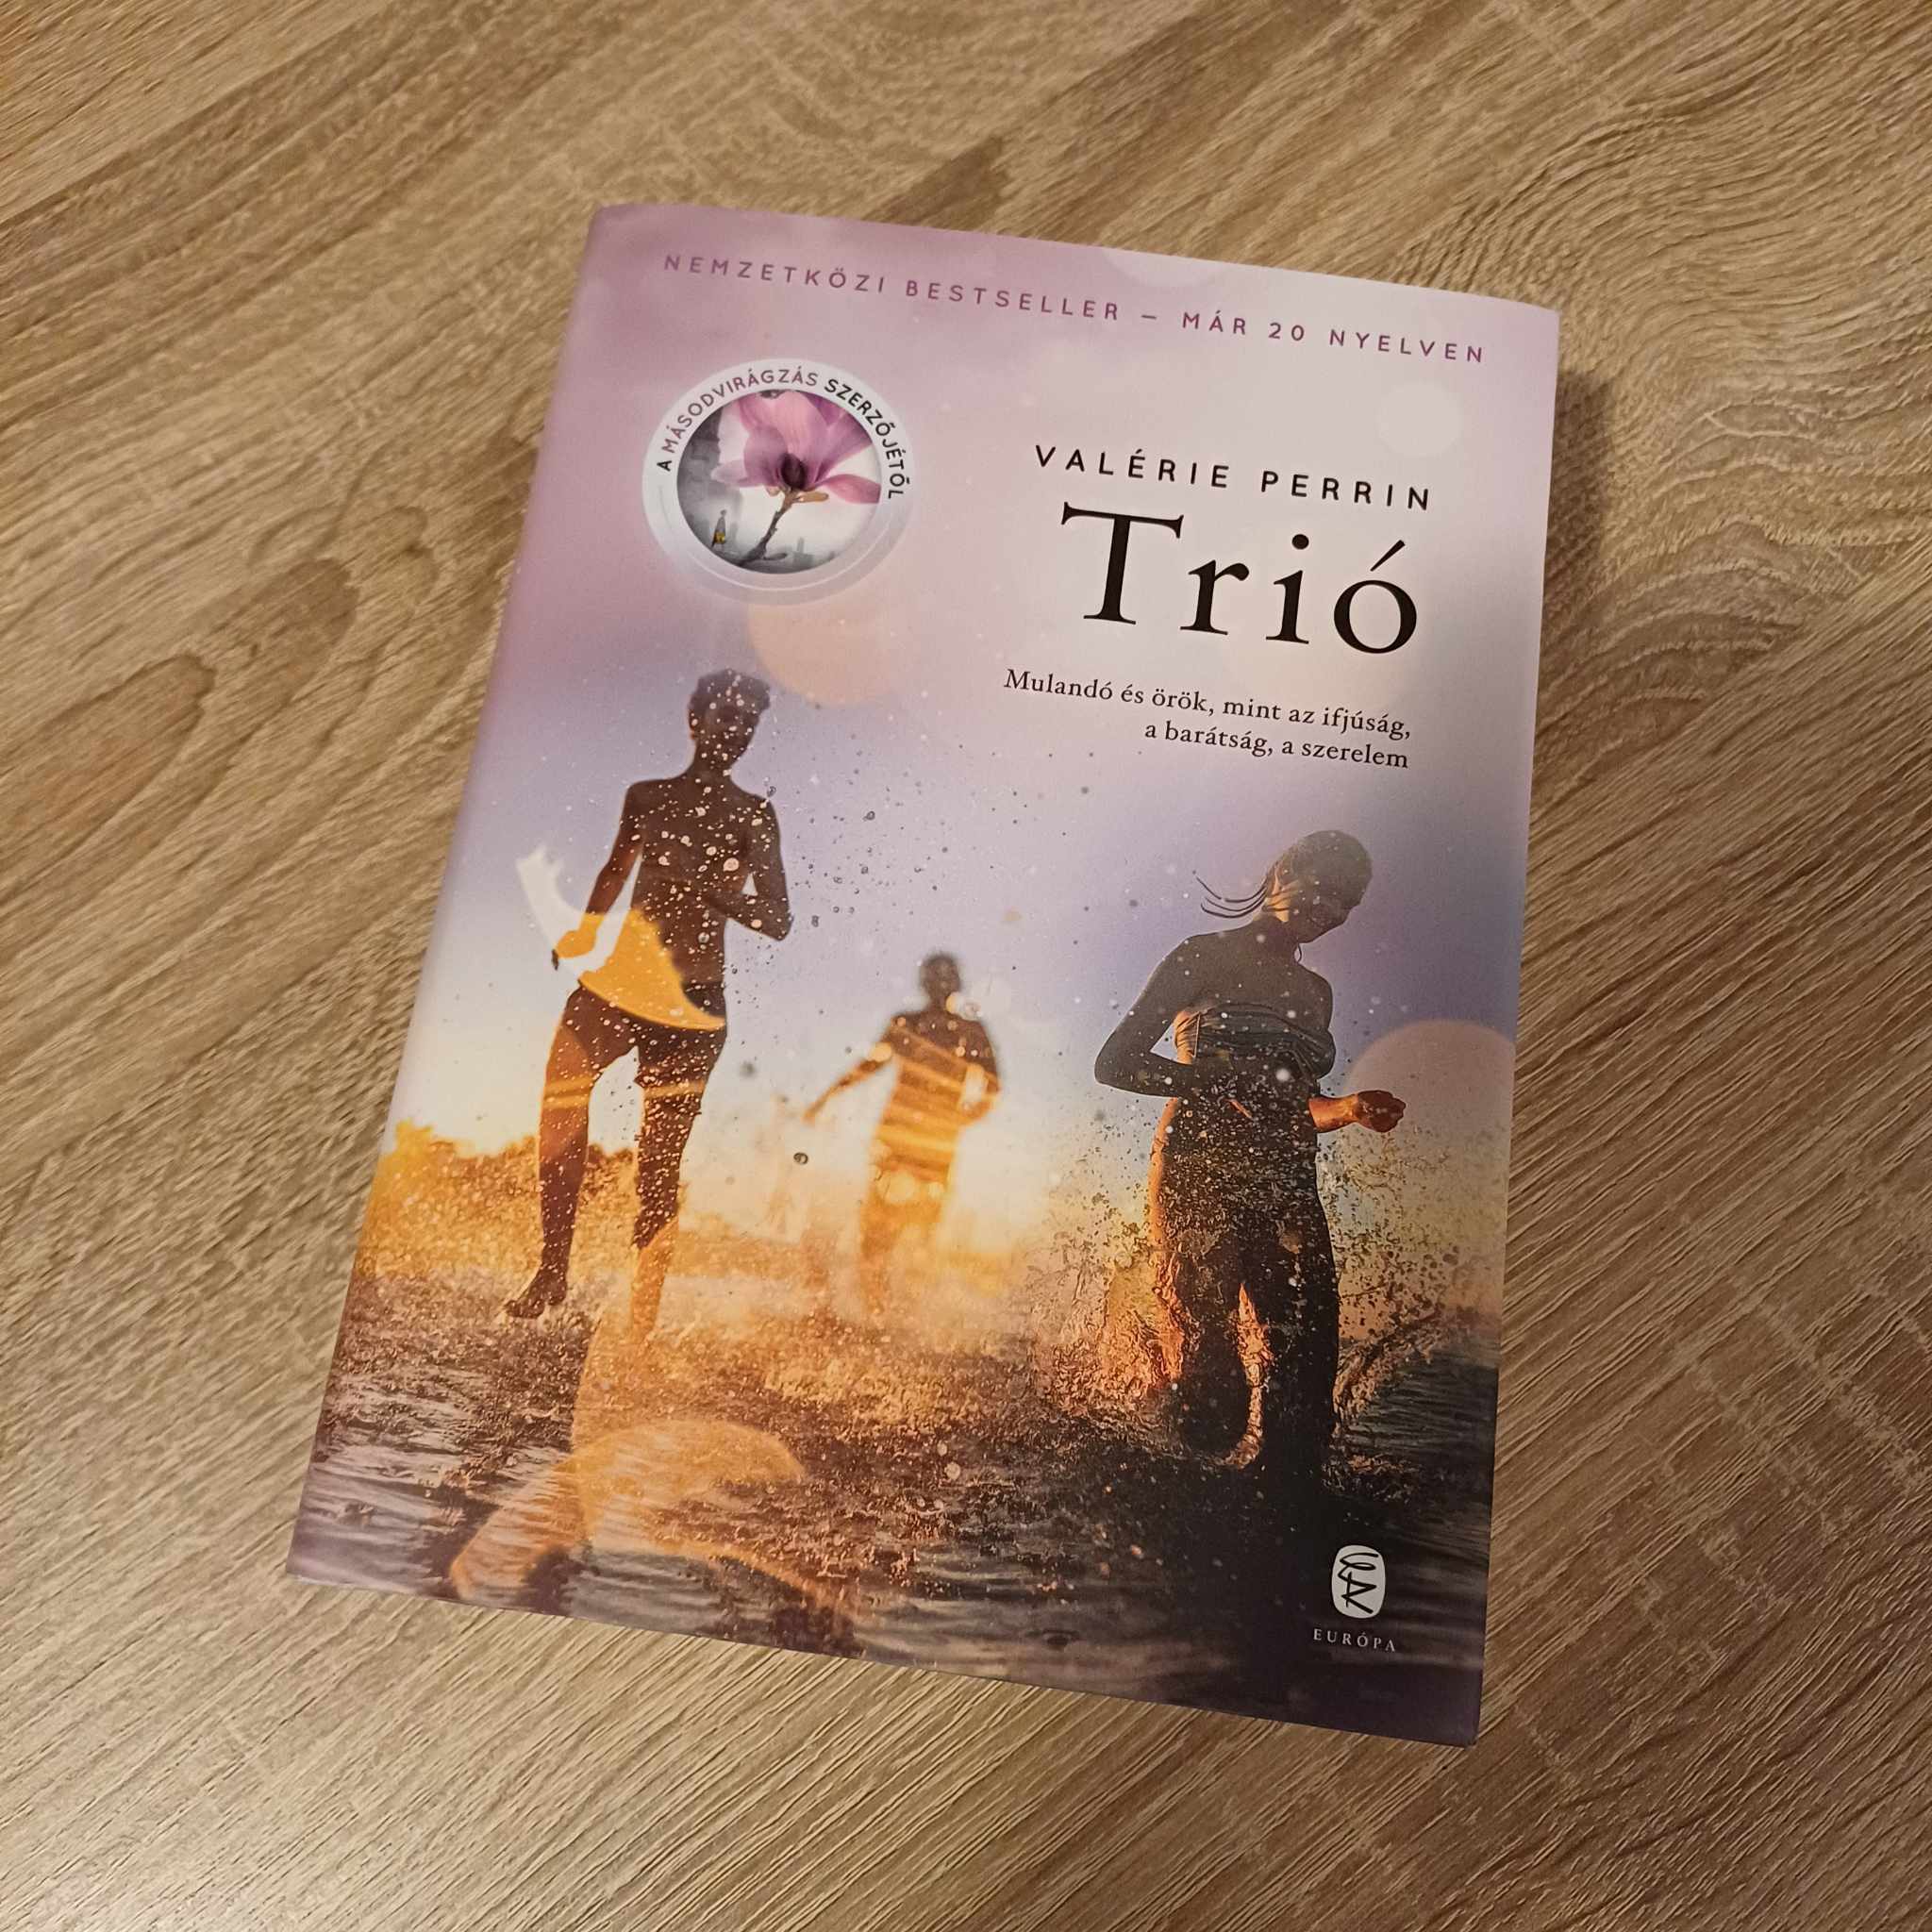 NEMZETKÖZI BESTSELLER – MÁR 20 NYELVEN
A MÁSODVIRÁGZÁS SZERZŐJÉTŐL
VALÉRIE PERRIN
Trió
Mulandó és örök, mint az ifjúság,
a barátság, a szerelem
EURÓPA